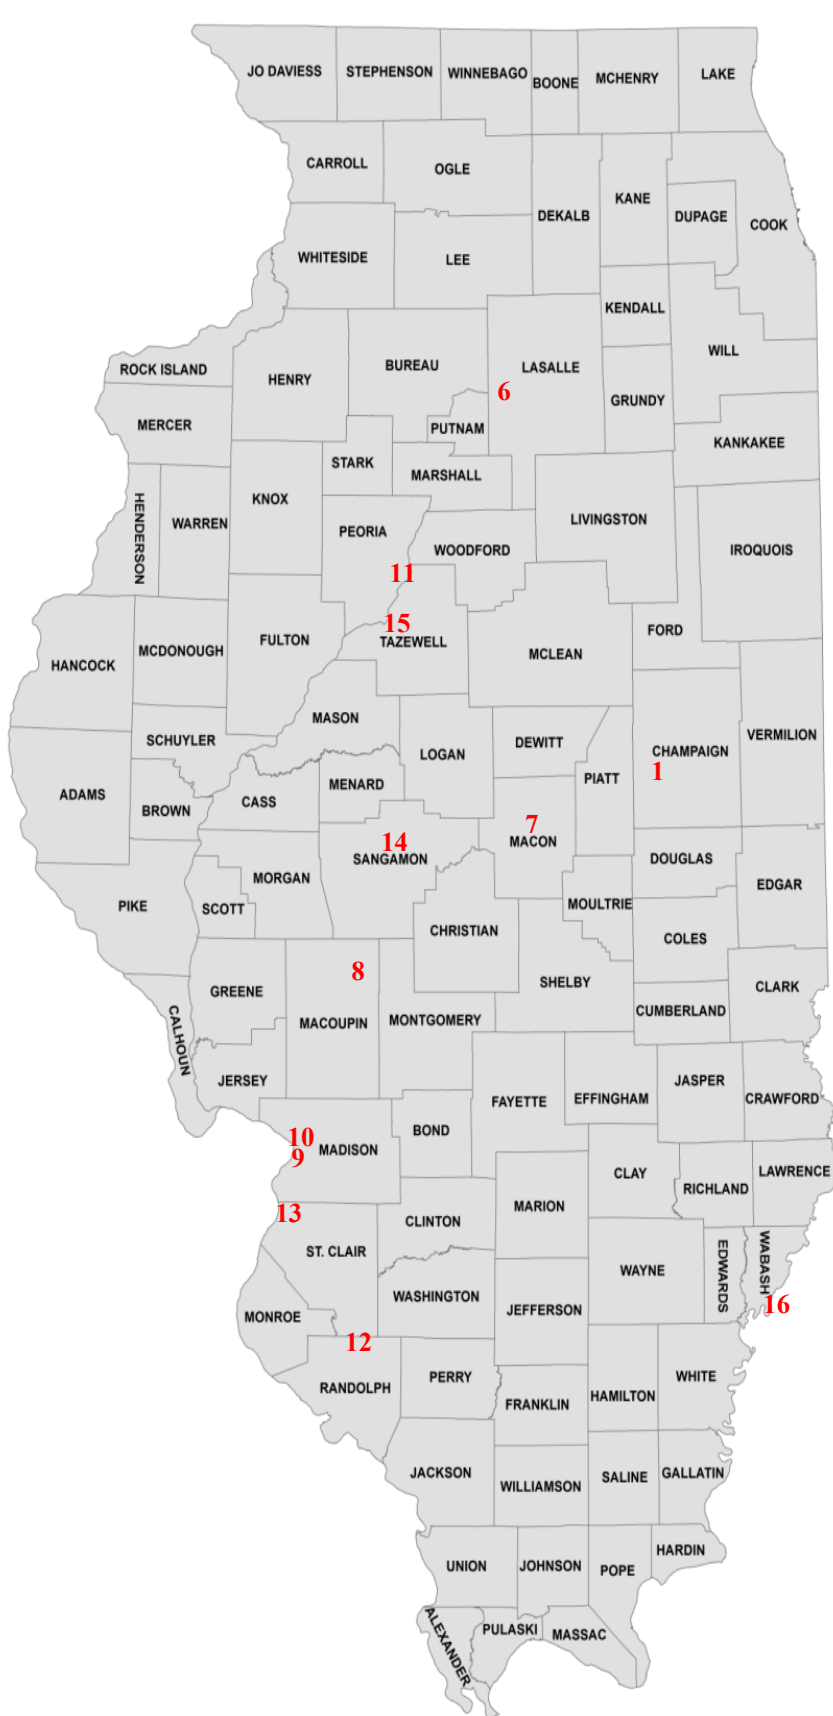 JO DAVIESS STEPHENSON WINNEBAGO BOONE MCHENRY LAKE
CARROLL OGLE DEKALB KANE DUPAGE COOK
WHITESIDE LEE
KENDALL
ROCK ISLAND HENRY BUREAU LASALLE WILL
6
MERCER PUTNAM GRUNDY
KANKAKEE
STARK MARSHALL
HENDERSON WARREN KNOX PEORIA WOODFORD LIVINGSTON IROQUOIS
11
15
HANCOCK MCDONOUGH FULTON TAZEWELL MCLEAN FORD
MASON
SCHUYLER LOGAN DEWITT CHAMPAIGN VERMILION
1
ADAMS BROWN CASS MENARD PIATT
7
14
SANGAMON MACON
DOUGLAS
PIKE SCOTT MORGAN MOULTRIE EDGAR
CHRISTIAN COLES
8
GREENE SHELBY CLARK
CALHOUN MACOUPIN MONTGOMERY CUMBERLAND
JERSEY FAYETTE EFFINGHAM JASPER CRAWFORD
10
9
MADISON BOND
CLAY RICHLAND LAWRENCE
13
CLINTON MARION
ST. CLAIR WAYNE EDWARDS WABASH
16
MONROE WASHINGTON JEFFERSON
12
RANDOLPH PERRY FRANKLIN HAMILTON WHITE
JACKSON WILLIAMSON SALINE GALLATIN
UNION JOHNSON POPE HARDIN
ALEXANDER PULASKI MASSAC